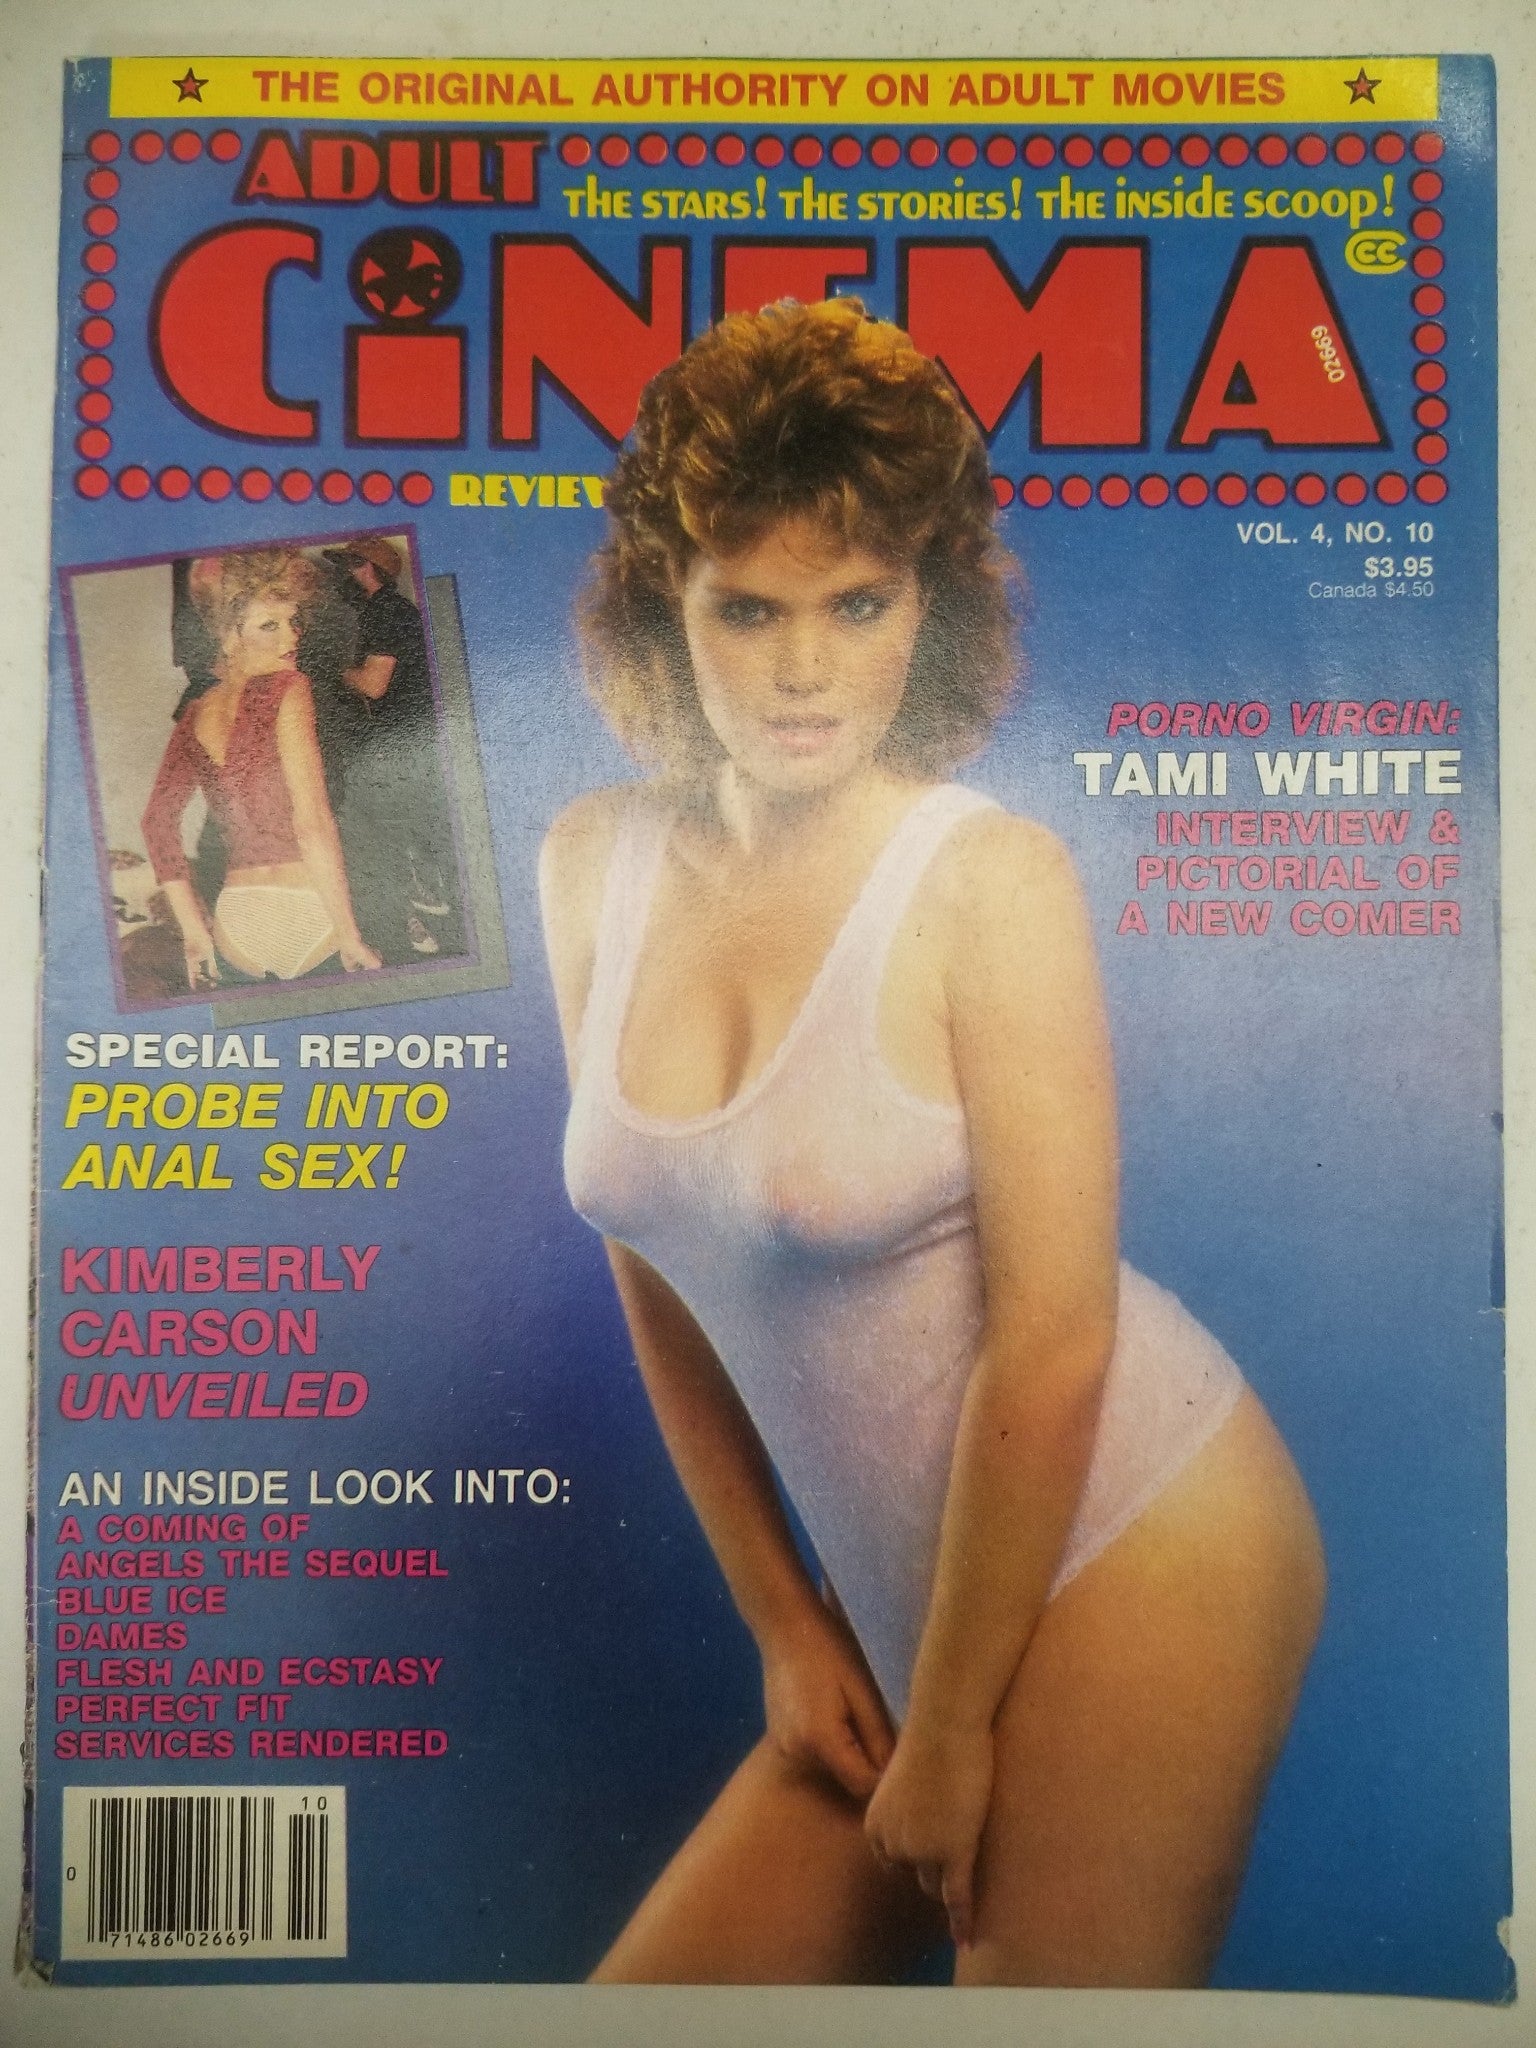 THE ORIGINAL AUTHORITY ON ADULT MOVIES
ADULT
THE STARS! THE STORIES! THE INSIDE SCOOP!
CiNEMA
CC
02669
REVIEW
VOL. 4, NO. 10
$3.95
Canada $4.50
PORNO VIRGIN:
TAMI WHITE
INTERVIEW &
PICTORIAL OF
A NEW COMER
SPECIAL REPORT:
PROBE INTO
ANAL SEX!
KIMBERLY
CARSON
UNVEILED
AN INSIDE LOOK INTO:
A COMING OF
ANGELS THE SEQUEL
BLUE ICE
DAMES
FLESH AND ECSTASY
PERFECT FIT
SERVICES RENDERED
10
0
71486 02669